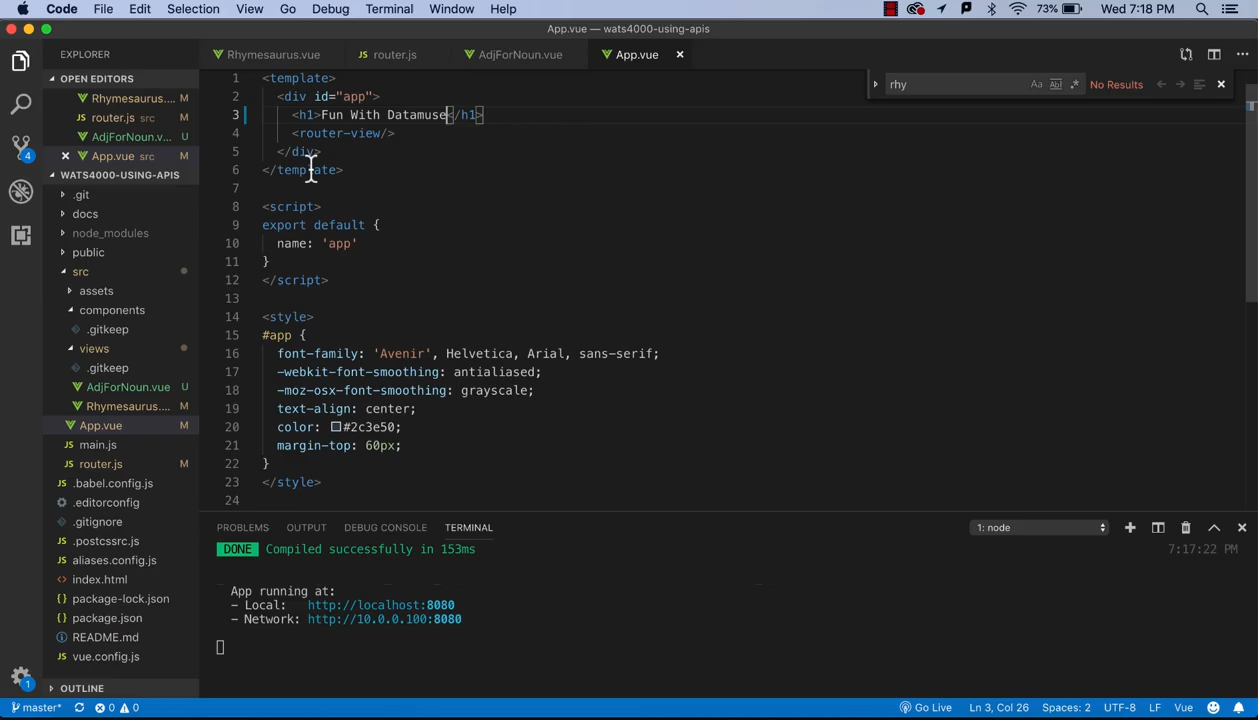 Code File Edit Selection View Go Debug Terminal Window Help 73% Wed 7:18 PM
App.vue — wats4000-using-apis
EXPLORER
Rhymesaurus.vue router.js AdjForNoun.vue App.vue
OPEN EDITORS
Rhymesaurus.... M
router.js src M
AdjForNoun.v... U
App.vue src M
WATS4000-USING-APIS
.git
docs
node_modules
public
src
assets
components
.gitkeep
views
.gitkeep
AdjForNoun.vue U
Rhymesaurus.... M
App.vue M
main.js
router.js M
.babel.config.js
.editorconfig
.gitignore
.postcssrc.js
aliases.config.js
index.html
package-lock.json
package.json
README.md
vue.config.js
OUTLINE
rhy Aa Abl .* No Results
1 <template>
2 <div id="app">
3 <h1>Fun With Datamuse</h1>
4 <router-view/>
5 </div>
6 </template>
7
8 <script>
9 export default {
10 name: 'app'
11 }
12 </script>
13
14 <style>
15 #app {
16 font-family: 'Avenir', Helvetica, Arial, sans-serif;
17 -webkit-font-smoothing: antialiased;
18 -moz-osx-font-smoothing: grayscale;
19 text-align: center;
20 color: #2c3e50;
21 margin-top: 60px;
22 }
23 </style>
24
PROBLEMS OUTPUT DEBUG CONSOLE TERMINAL 1: node
DONE Compiled successfully in 153ms 7:17:22 PM
App running at:
- Local: http://localhost:8080
- Network: http://10.0.0.100:8080
4
1
master* 0 0 Go Live Ln 3, Col 26 Spaces: 2 UTF-8 LF Vue